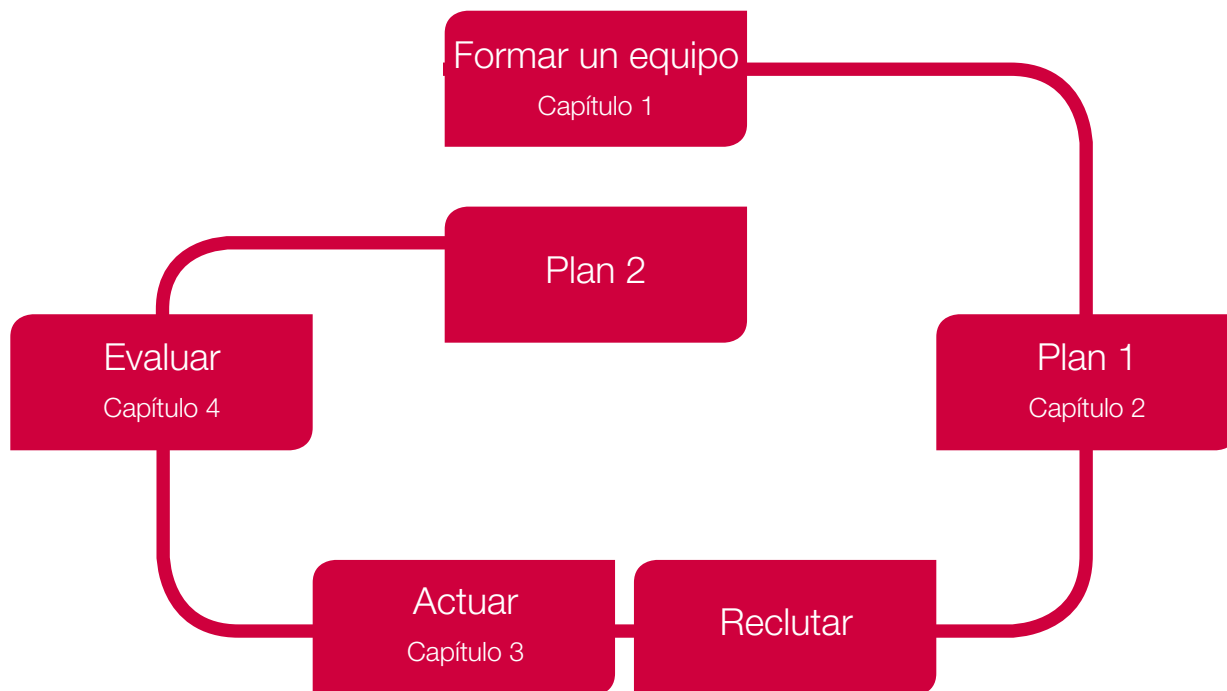 Formar un equipo
Capítulo 1
Plan 1
Capítulo 2
Reclutar
Actuar
Capítulo 3
Evaluar
Capítulo 4
Plan 2